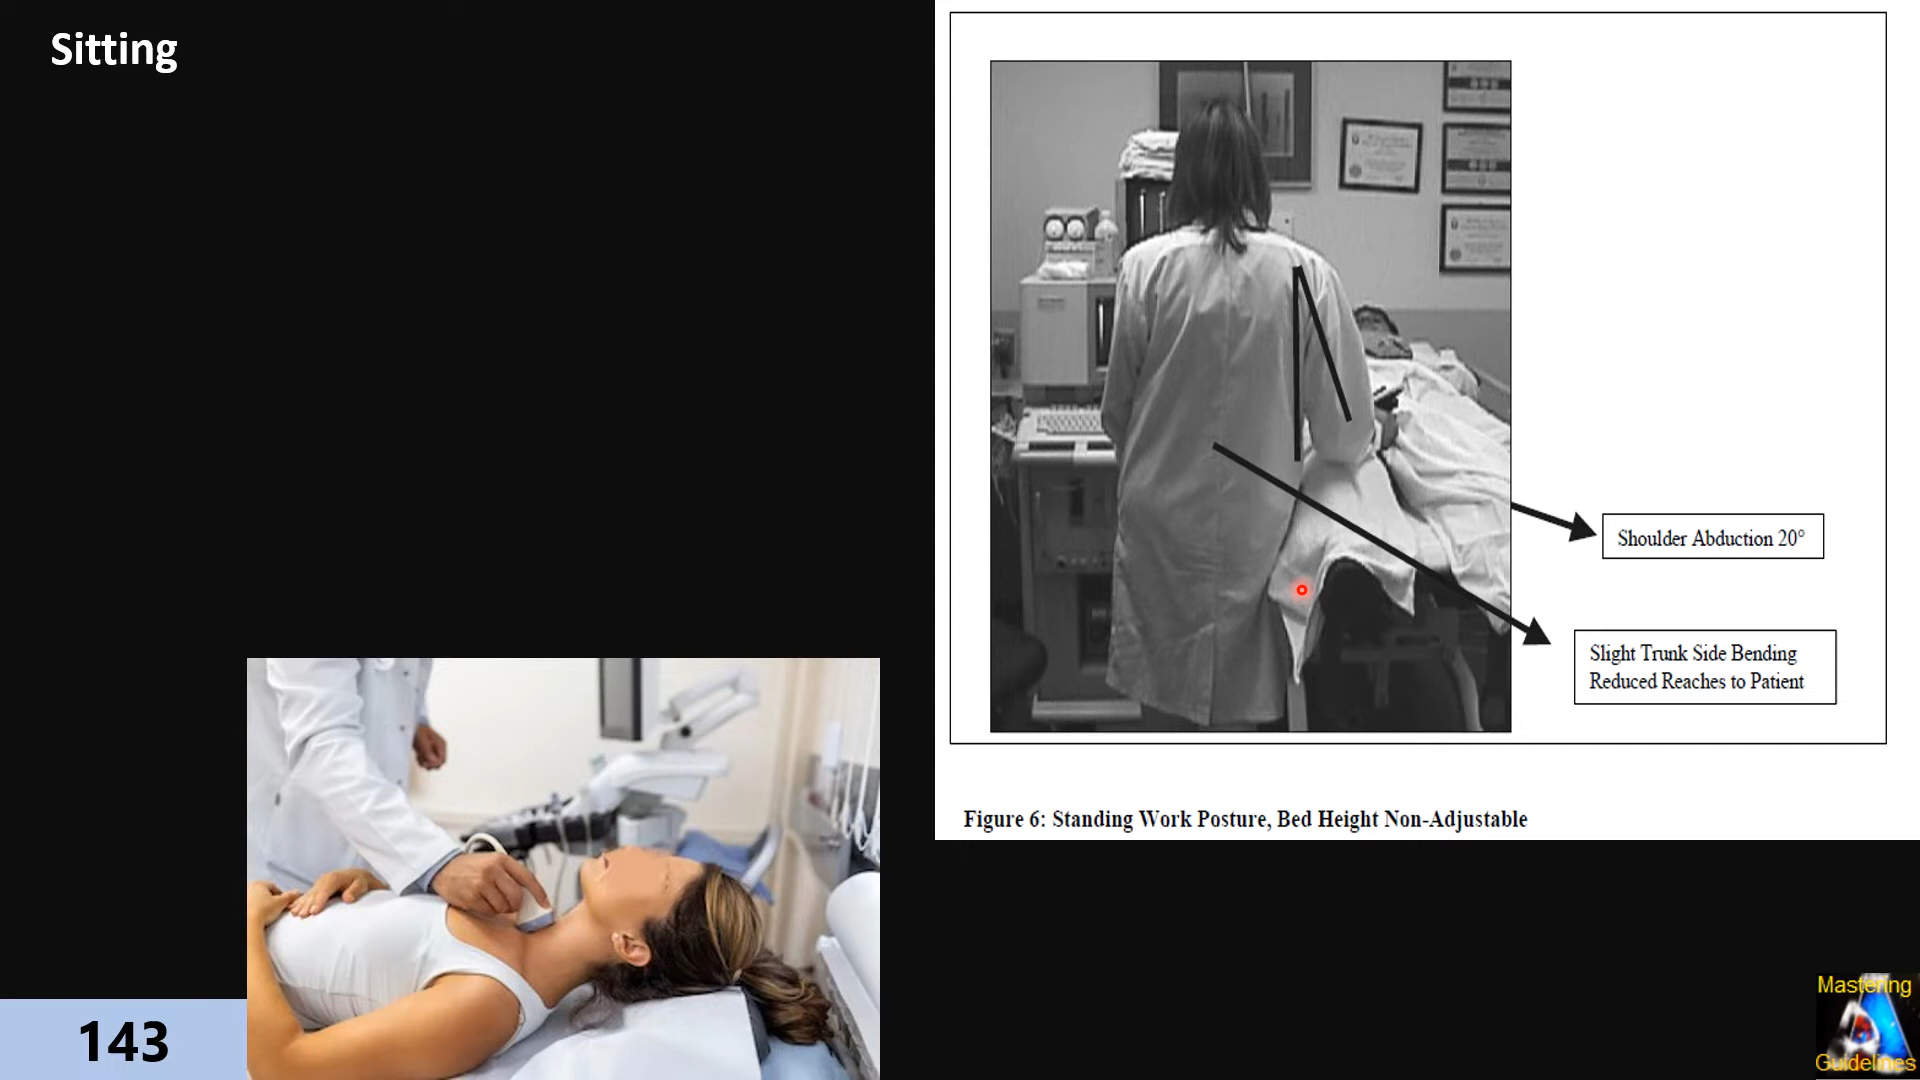 Sitting
Shoulder Abduction 20°
Slight Trunk Side Bending
Reduced Reaches to Patient
Figure 6: Standing Work Posture, Bed Height Non-Adjustable
143
Mastering
Guidelines